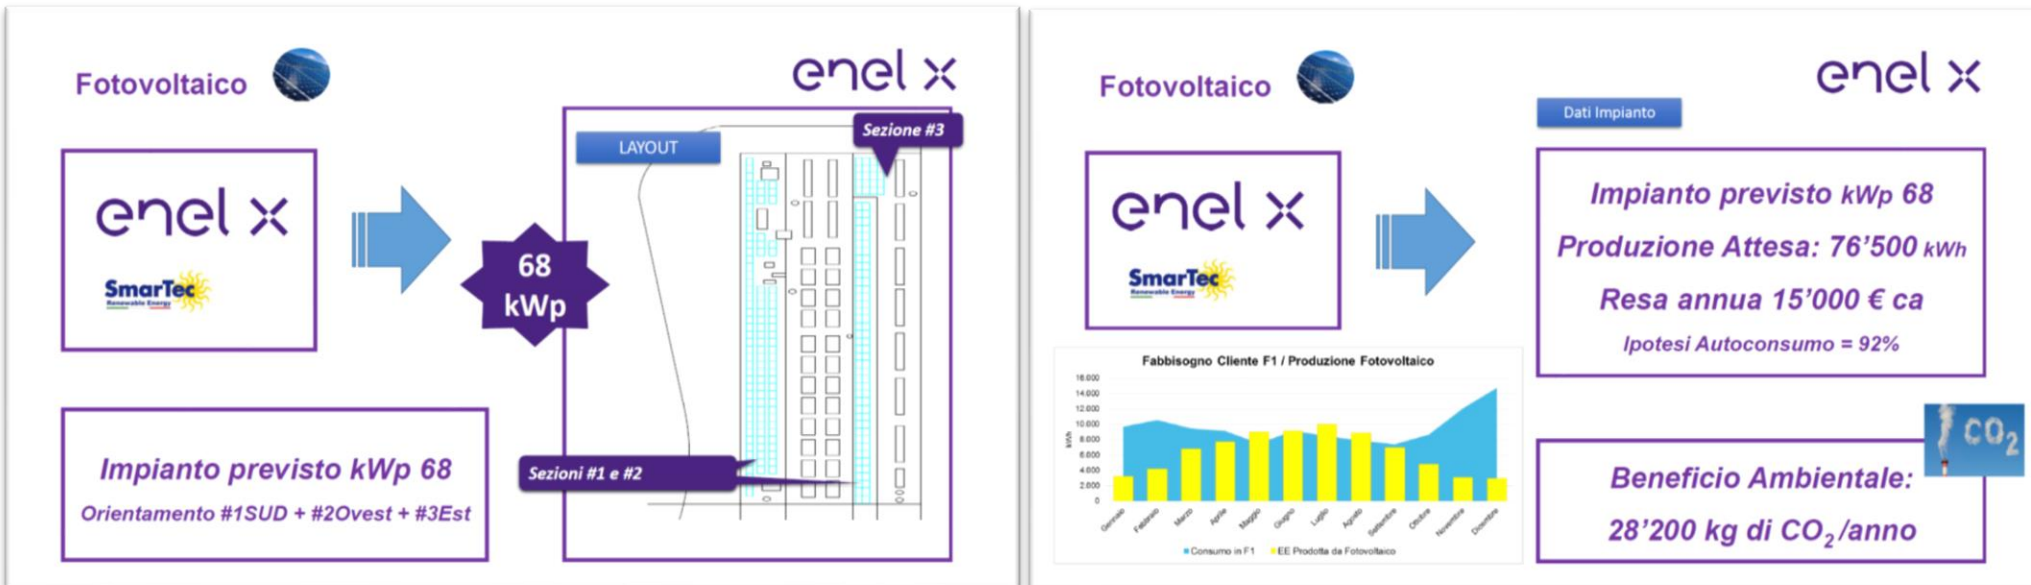 Fotovoltaico
enel x
LAYOUT
Sezione #3
enel x
SmarTec
Renewable Energy
68
kWp
Sezioni #1 e #2
Impianto previsto kWp 68
Orientamento #1SUD + #2Ovest + #3Est
Fotovoltaico
enel x
Dati Impianto
enel x
SmarTec
Renewable Energy
Impianto previsto kWp 68
Produzione Attesa: 76’500 kWh
Resa annua 15’000 € ca
Ipotesi Autoconsumo = 92%
Fabbisogno Cliente F1 / Produzione Fotovoltaico
16.000
14.000
12.000
10.000
8.000
6.000
4.000
2.000
0
kWh
Gennaio
Febbraio
Marzo
Aprile
Maggio
Giugno
Luglio
Agosto
Settembre
Ottobre
Novembre
Dicembre
Consumo in F1
EE Prodotta da Fotovoltaico
CO2
Beneficio Ambientale:
28’200 kg di CO2/anno